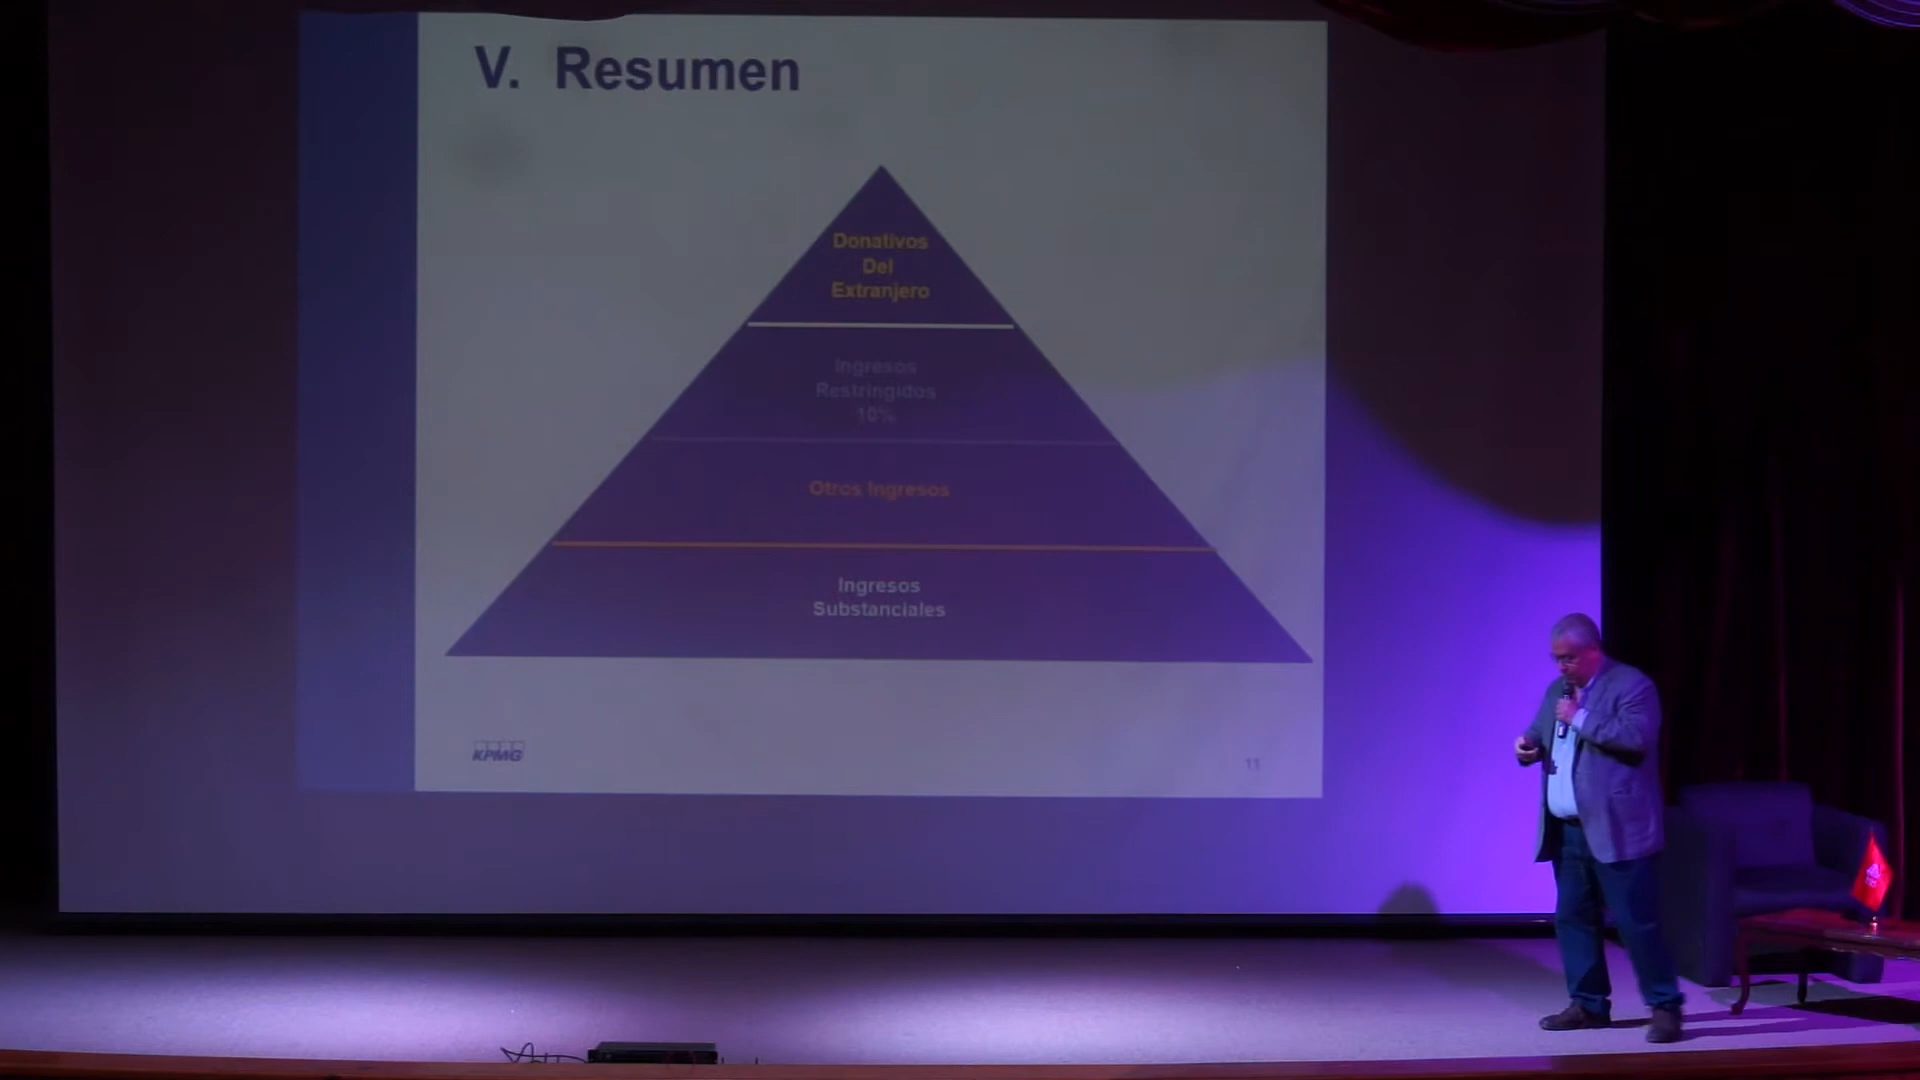 V. Resumen
Donativos
Del
Extranjero
Ingresos
Restringidos
10%
Otros Ingresos
Ingresos
Substanciales
KPMG
11